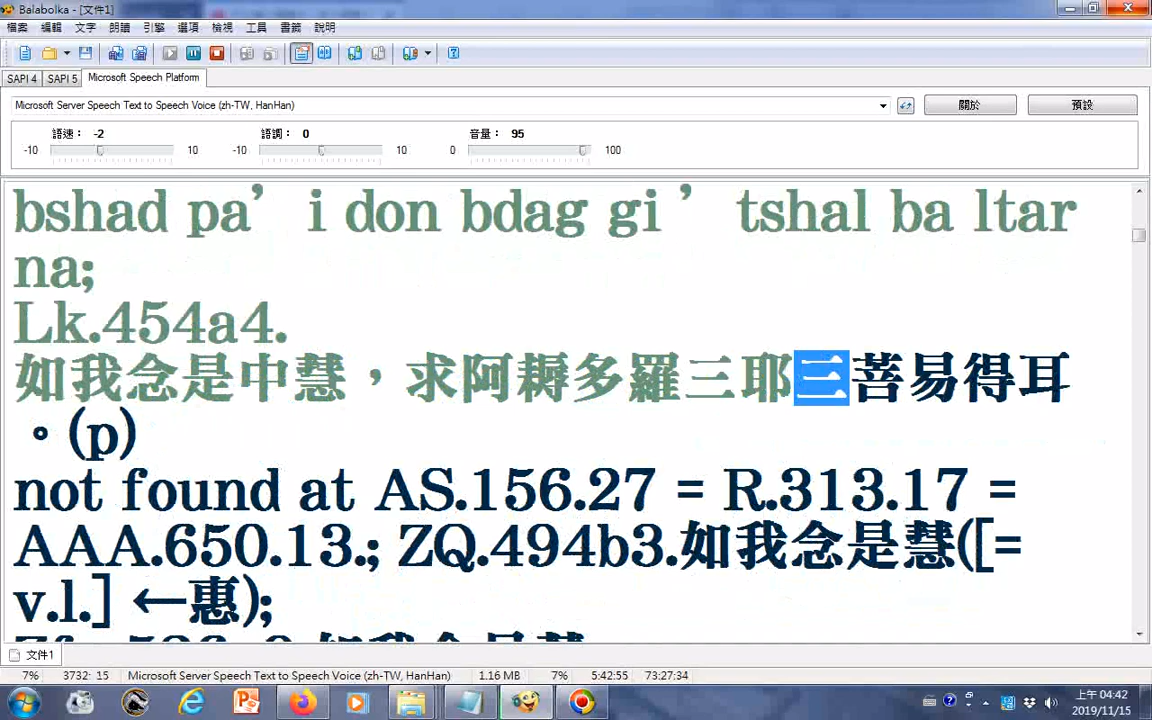 Balabolka - [文件1]
檔案 編輯 文字 朗讀 引擎 選項 檢視 工具 書籤 說明
SAPI 4 SAPI 5 Microsoft Speech Platform
Microsoft Server Speech Text to Speech Voice (zh-TW, HanHan) 關於 預設
語速： -2 語調： 0 音量： 95
-10 10 -10 10 0 100
bshad pa’ i don bdag gi ’ tshal ba ltar
na;
Lk.454a4.
如我念是中慧，求阿耨多羅三耶三菩易得耳
。(p)
not found at AS.156.27 = R.313.17 =
AAA.650.13.; ZQ.494b3.如我念是慧([=
v.l.] ←惠);
文件1
7% 3732: 15 Microsoft Server Speech Text to Speech Voice (zh-TW, HanHan) 1.16 MB 7% 5:42:55 73:27:34
上午 04:42
2019/11/15